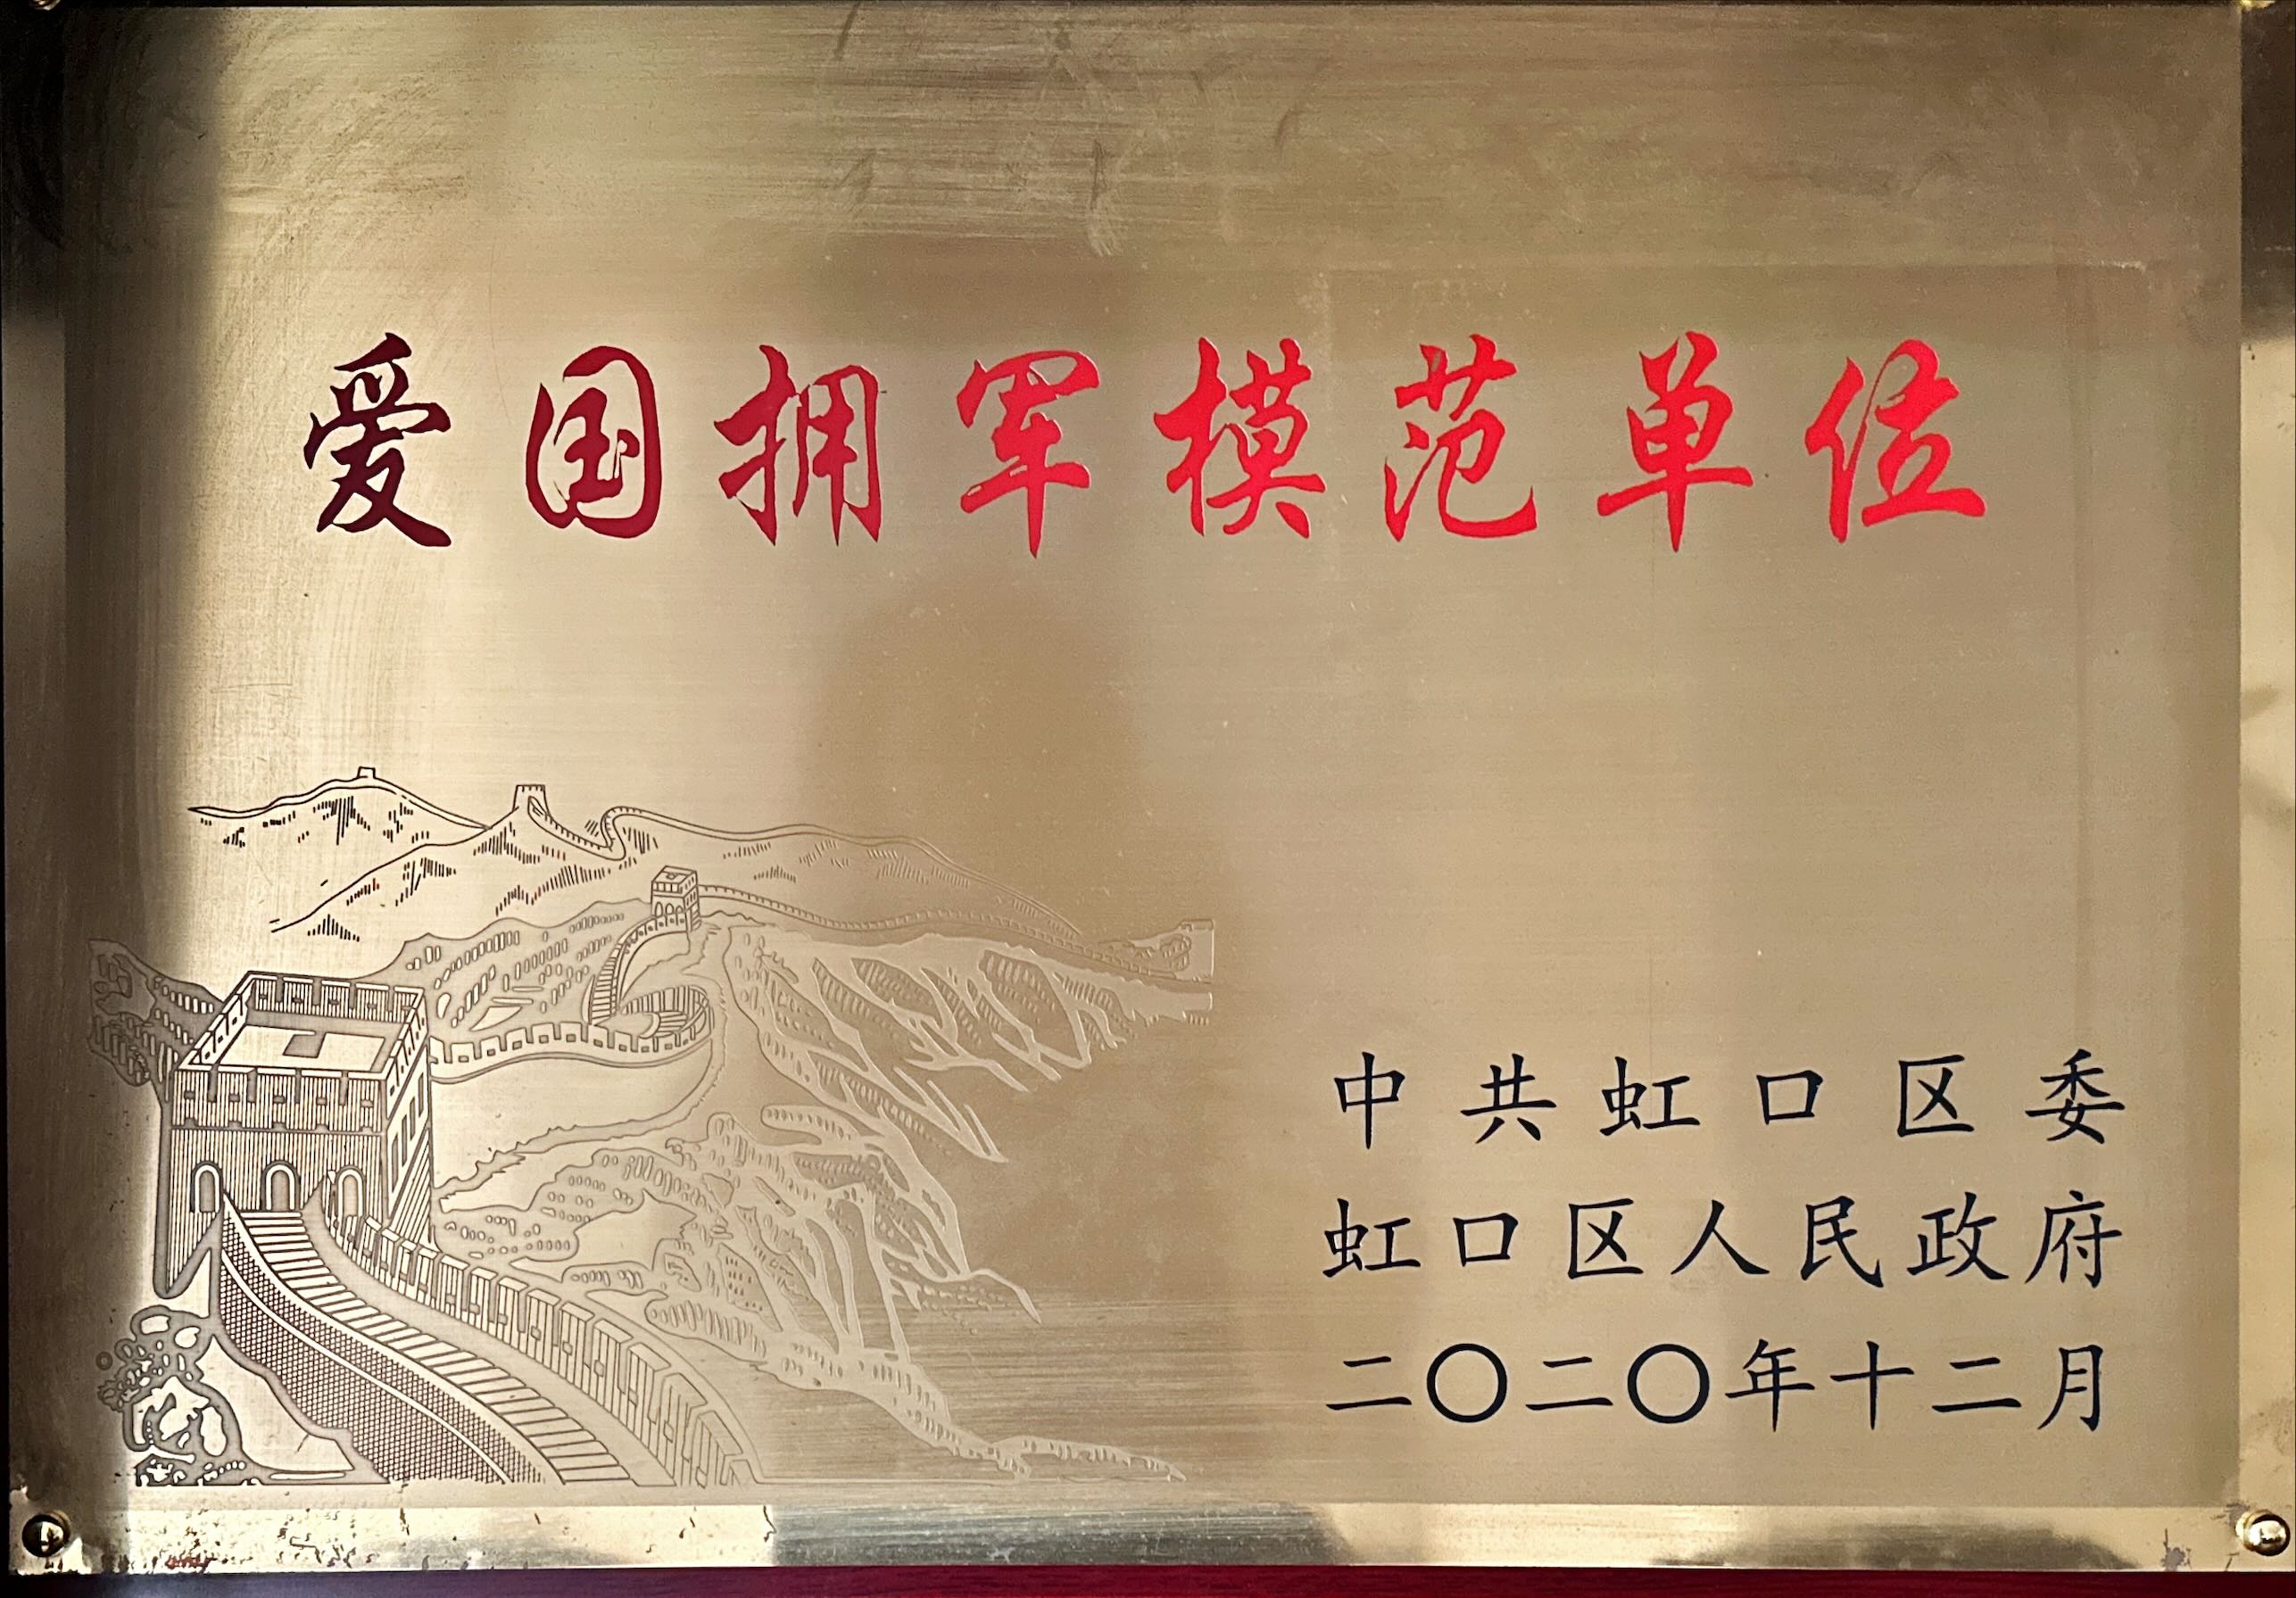 爱国拥军模范单位
中共虹口区委
虹口区人民政府
二〇二〇年十二月